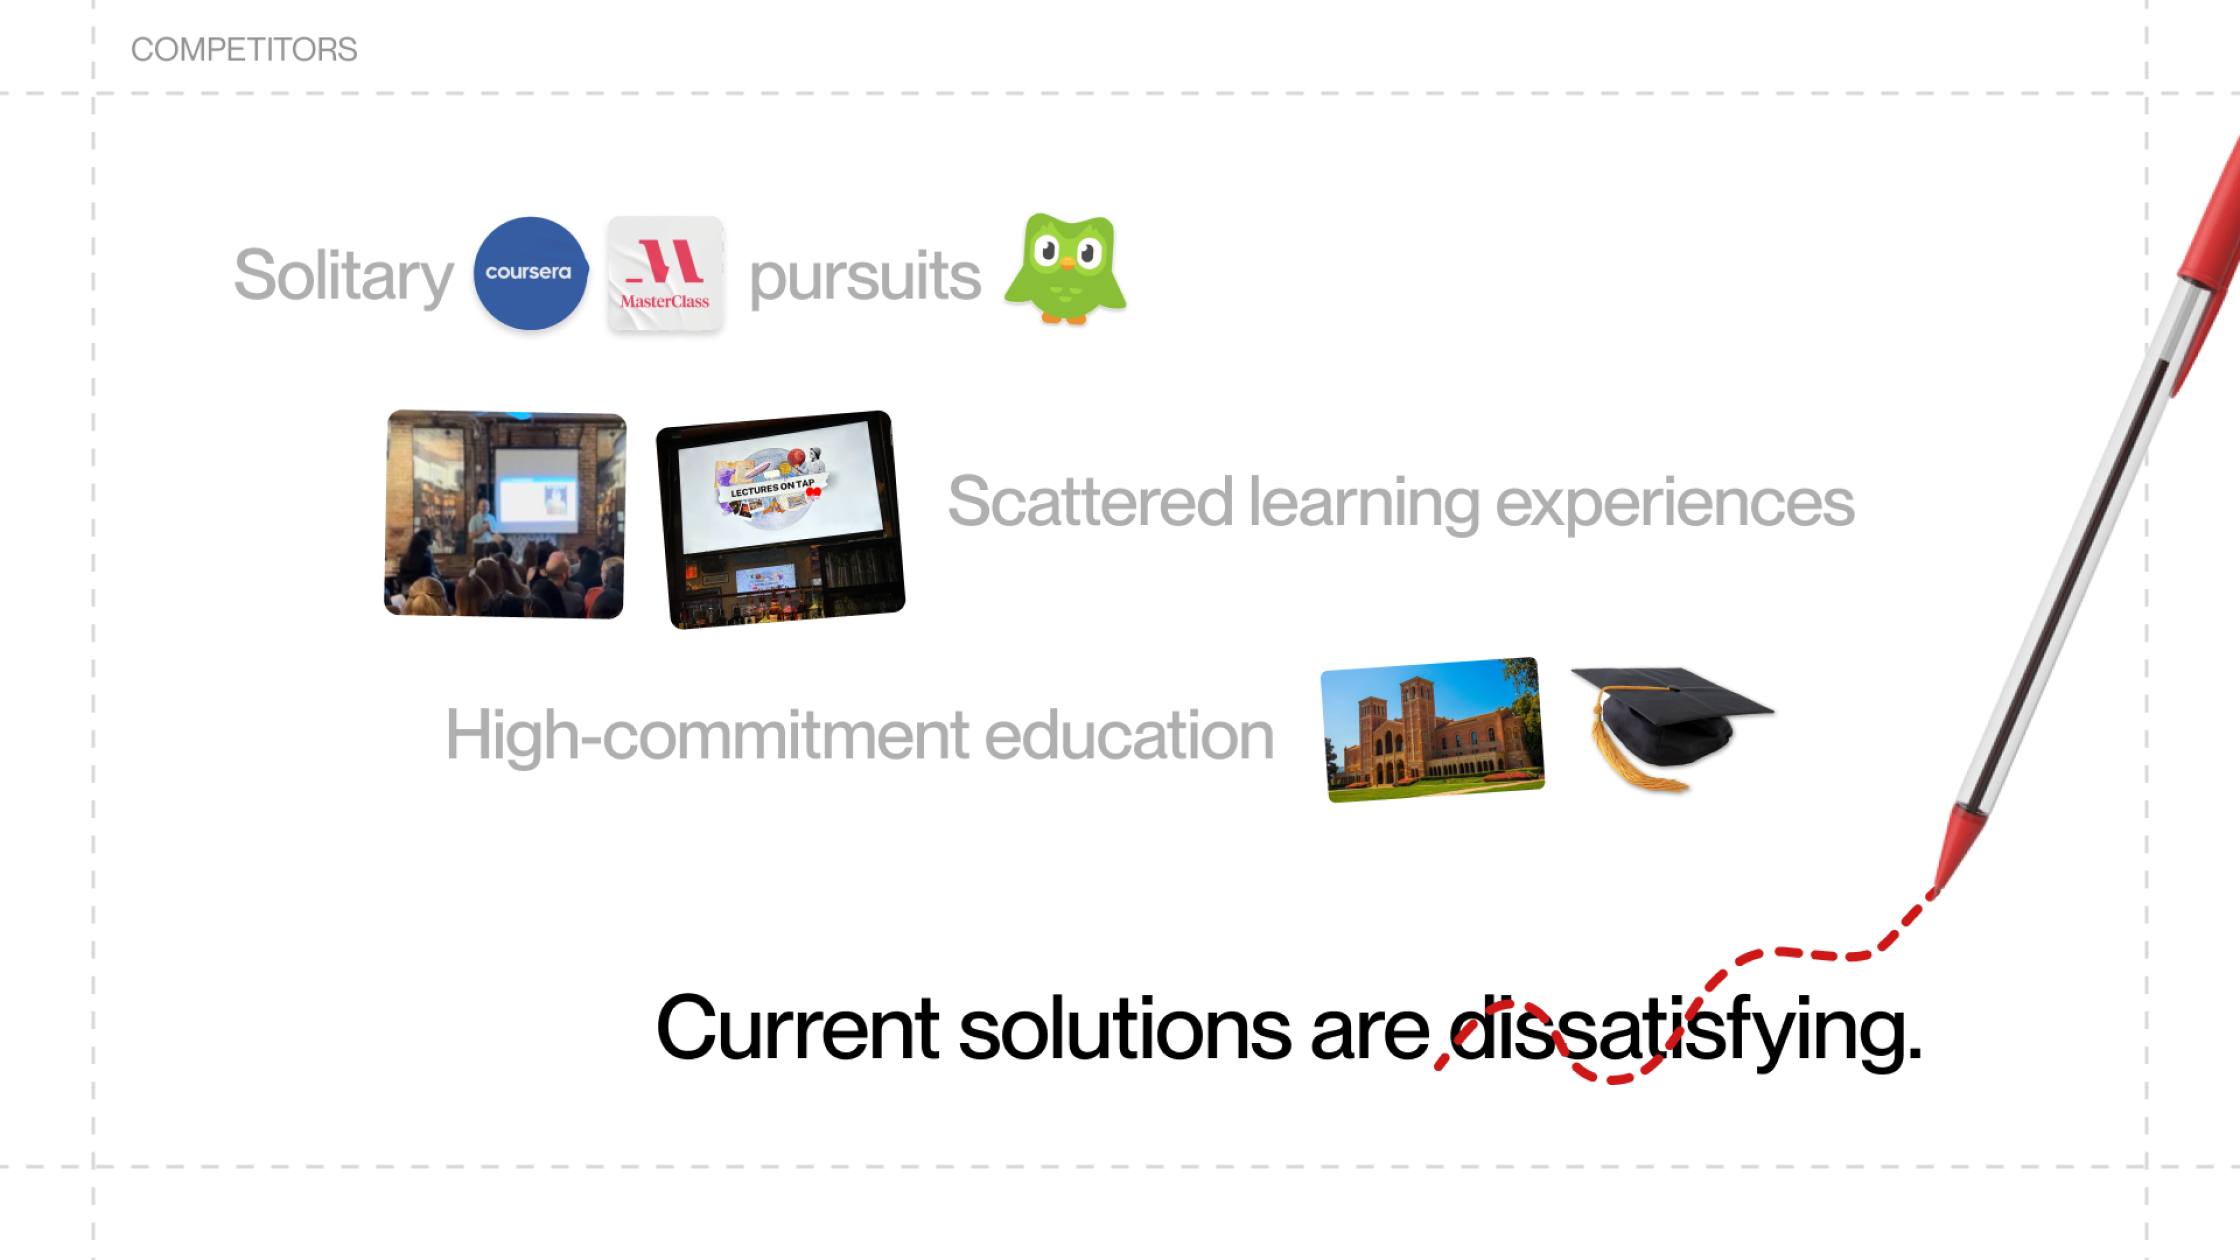 COMPETITORS
Solitary coursera MasterClass pursuits
LECTURES ON TAP
Scattered learning experiences
High-commitment education
Current solutions are dissatisfying.